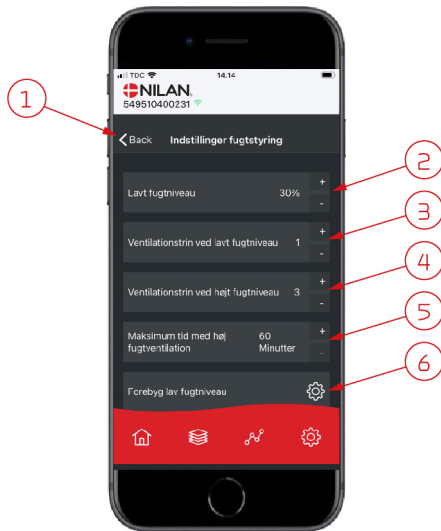 TDC 14.14
NILAN
549510400231
Back Indstillinger fugtstyring
Lavt fugtniveau 30% + -
Ventilationstrin ved lavt fugtniveau 1 + -
Ventilationstrin ved højt fugtniveau 3 + -
Maksimum tid med høj
fugtventilation
60
Minutter
+ -
Forebyg lav fugtniveau
1
2
3
4
5
6